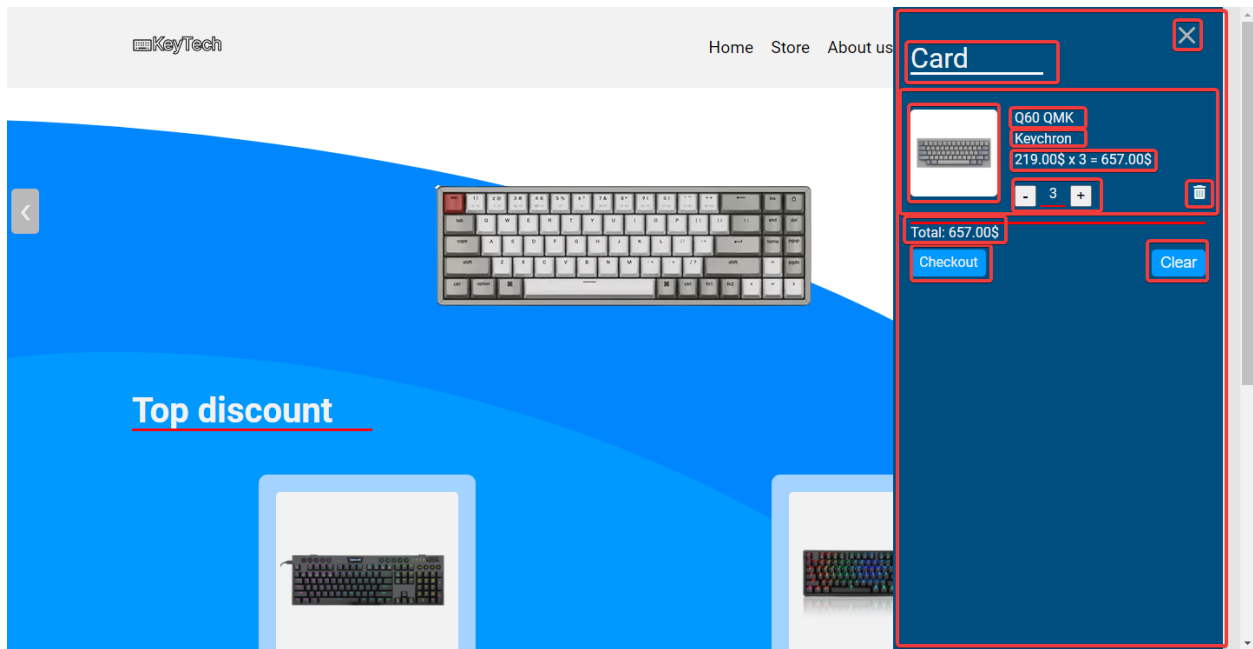 KeyTech
Home Store About us
Card
Q60 QMK
Keychron
219.00$ x 3 = 657.00$
- 3 +
Total: 657.00$
Checkout Clear
Top discount